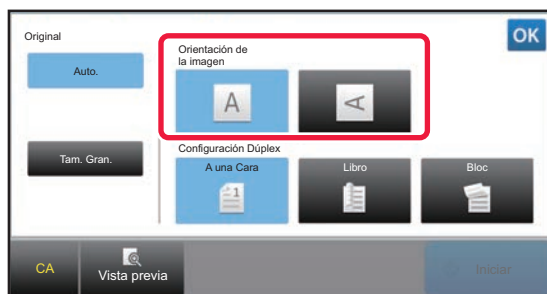 Original
OK
Orientación de
la imagen
Auto.
A
A
Tam. Gran.
Configuración Dúplex
A una Cara
Libro
Bloc
1
CA
Vista previa
Iniciar